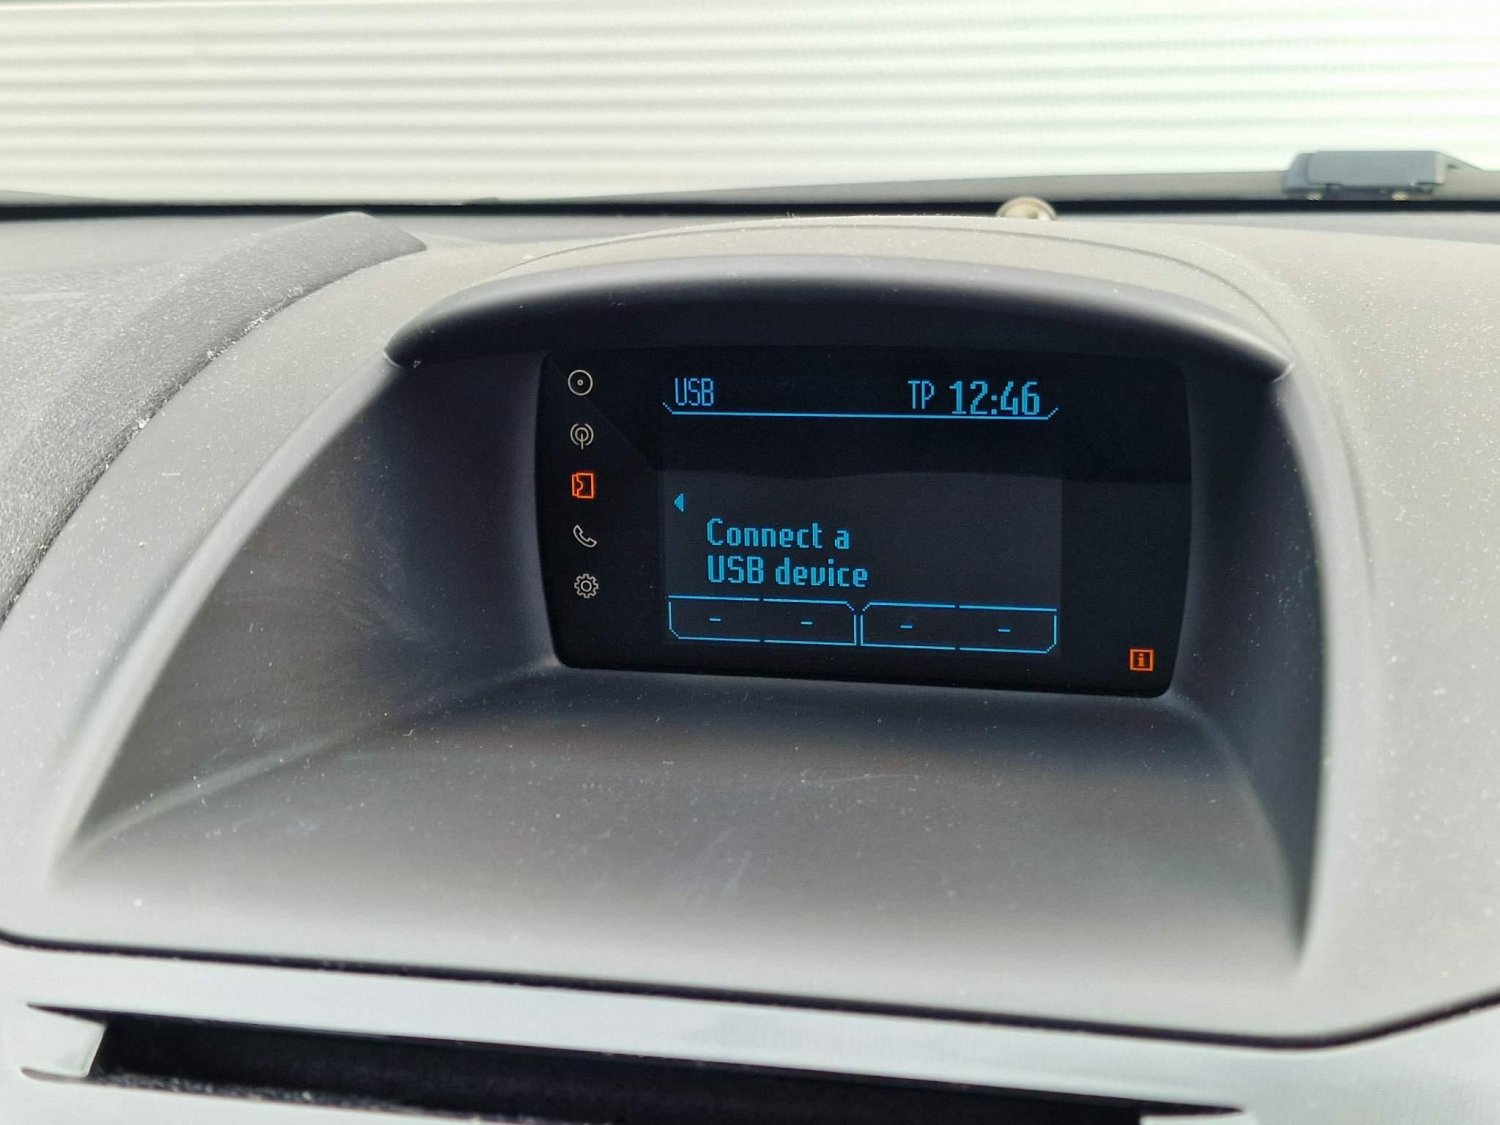 USB TP 12:46
Connect a
USB device
- - - -
i